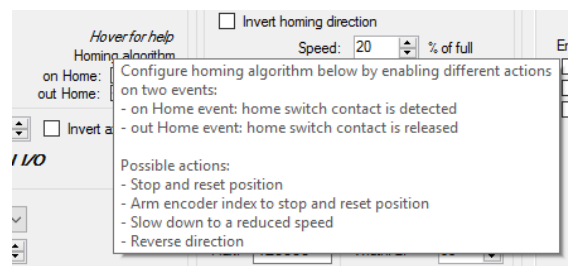 Invert homing direction
Hover for help
Speed: 20 % of full
Homing algorithm
on Home:
out Home:
Configure homing algorithm below by enabling different actions
on two events:
- on Home event: home switch contact is detected
- out Home event: home switch contact is released
Invert a
I/O
Possible actions:
- Stop and reset position
- Arm encoder index to stop and reset position
- Slow down to a reduced speed
- Reverse direction